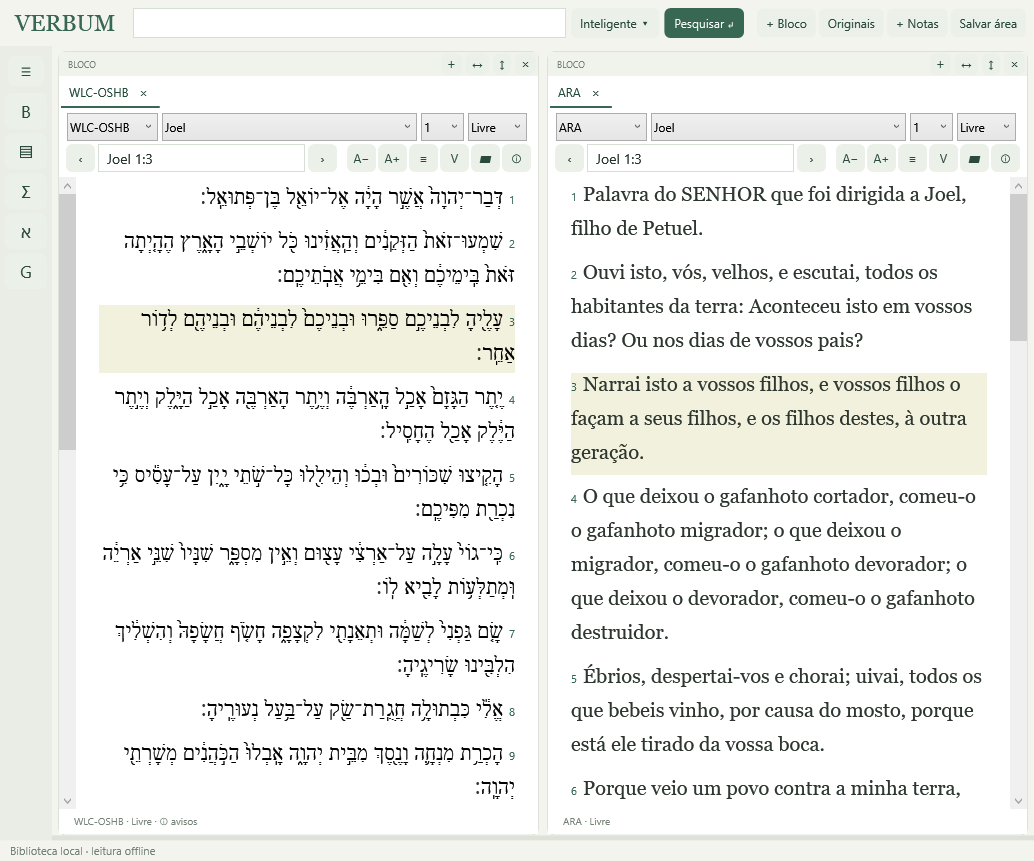 VERBUM
Inteligente ▾
Pesquisar ↲
+ Bloco
Originais
+ Notas
Salvar área
☰
B
Σ
א
G
BLOCO
+ ↔ ↕ ×
WLC-OSHB ×
WLC-OSHB
Joel
1
Livre
‹
Joel 1:3
›
A−
A+
≡
V
ⓘ
1 דְּבַר־יְהוָה֙ אֲשֶׁ֣ר הָיָ֔ה אֶל־יוֹאֵ֖ל בֶּן־פְּתוּאֵֽל׃
2 שִׁמְעוּ־זֹאת֙ הַזְּקֵנִ֔ים וְהַֽאֲזִ֔ינוּ כֹּ֖ל יוֹשְׁבֵ֣י הָאָ֑רֶץ הֶהָ֤יְתָה
זֹּאת֙ בִּֽימֵיכֶ֔ם וְאִ֖ם בִּימֵ֥י אֲבֹֽתֵיכֶֽם׃
3 עָלֶ֖יהָ לִבְנֵיכֶ֣ם סַפֵּ֑רוּ וּבְנֵיכֶם֙ לִבְנֵיהֶ֔ם וּבְנֵיהֶ֖ם לְד֥וֹר
אַחֵֽר׃
4 יֶ֤תֶר הַגָּזָם֙ אָכַ֣ל הָֽאַרְבֶּ֔ה וְיֶ֥תֶר הָאַרְבֶּ֖ה אָכַ֣ל הַיָּ֑לֶק וְיֶ֣תֶר
הַיֶּ֔לֶק אָכַ֖ל הֶחָסִֽיל׃
5 הָקִ֤יצוּ שִׁכּוֹרִים֙ וּבְכ֔וּ וְהֵילִ֖לוּ כָּל־שֹׁ֣תֵי יָ֑יִן עַל־עָסִ֕יס כִּ֥י
נִכְרַ֖ת מִפִּיכֶֽם׃
6 כִּֽי־גוֹי֙ עָלָ֣ה עַל־אַרְצִ֔י עָצ֖וּם וְאֵ֣ין מִסְפָּ֑ר שִׁנָּיו֙ שִׁנֵּ֣י אַרְיֵ֔ה
וּֽמְתַלְּע֥וֹת לָבִ֖יא לֽוֹ׃
7 שָׂ֤ם גַּפְנִי֙ לְשַׁמָּ֔ה וּתְאֵנָתִ֖י לִקְצָפָ֑ה חָשֹׂ֤ף חֲשָׂפָהּ֙ וְהִשְׁלִ֔יךְ
הִלְבִּ֖ינוּ שָׂרִיגֶֽיהָ׃
8 אֱלִ֕י כִּבְתוּלָ֥ה חֲגֻֽרַת־שַׂ֖ק עַל־בַּ֥עַל נְעוּרֶֽיהָ׃
9 הָכְרַ֥ת מִנְחָ֛ה וָנֶ֖סֶךְ מִבֵּ֣ית יְהוָ֑ה אָֽבְלוּ֙ הַכֹּ֣הֲנִ֔ים מְשָׁרְתֵ֖י
יְהוָֽה׃
WLC-OSHB · Livre · ⓘ avisos
BLOCO
+ ↔ ↕ ×
ARA ×
ARA
Joel
1
Livre
‹
Joel 1:3
›
A−
A+
≡
V
ⓘ
1 Palavra do SENHOR que foi dirigida a Joel,
filho de Petuel.
2 Ouvi isto, vós, velhos, e escutai, todos os
habitantes da terra: Aconteceu isto em vossos
dias? Ou nos dias de vossos pais?
3 Narrai isto a vossos filhos, e vossos filhos o
façam a seus filhos, e os filhos destes, à outra
geração.
4 O que deixou o gafanhoto cortador, comeu-o
o gafanhoto migrador; o que deixou o
migrador, comeu-o o gafanhoto devorador; o
que deixou o devorador, comeu-o o gafanhoto
destruidor.
5 Ébrios, despertai-vos e chorai; uivai, todos os
que bebeis vinho, por causa do mosto, porque
está ele tirado da vossa boca.
6 Porque veio um povo contra a minha terra,
ARA · Livre
Biblioteca local · leitura offline